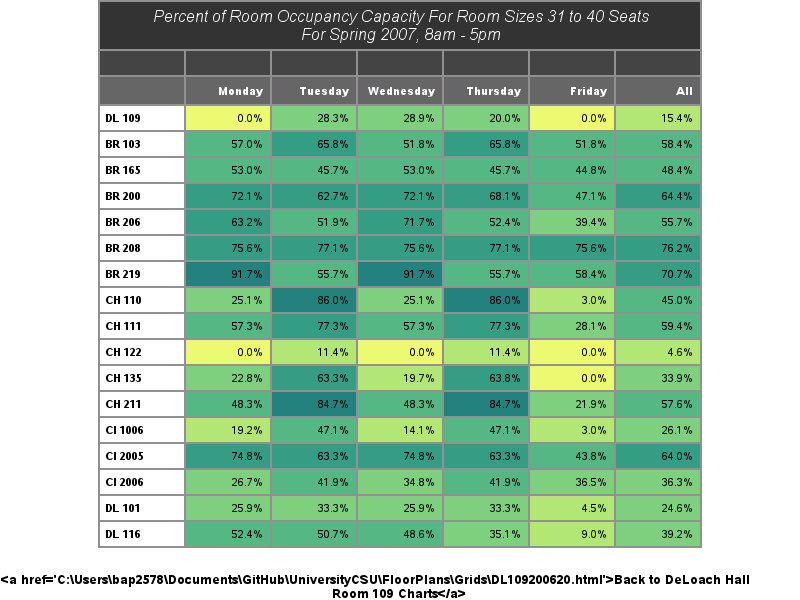 Percent of Room Occupancy Capacity For Room Sizes 31 to 40 Seats
For Spring 2007, 8am - 5pm
Monday Tuesday Wednesday Thursday Friday All
DL 109 0.0% 28.3% 28.9% 20.0% 0.0% 15.4%
BR 103 57.0% 65.8% 51.8% 65.8% 51.8% 58.4%
BR 165 53.0% 45.7% 53.0% 45.7% 44.8% 48.4%
BR 200 72.1% 62.7% 72.1% 68.1% 47.1% 64.4%
BR 206 63.2% 51.9% 71.7% 52.4% 39.4% 55.7%
BR 208 75.6% 77.1% 75.6% 77.1% 75.6% 76.2%
BR 219 91.7% 55.7% 91.7% 55.7% 58.4% 70.7%
CH 110 25.1% 86.0% 25.1% 86.0% 3.0% 45.0%
CH 111 57.3% 77.3% 57.3% 77.3% 28.1% 59.4%
CH 122 0.0% 11.4% 0.0% 11.4% 0.0% 4.6%
CH 135 22.8% 63.3% 19.7% 63.8% 0.0% 33.9%
CH 211 48.3% 84.7% 48.3% 84.7% 21.9% 57.6%
CI 1006 19.2% 47.1% 14.1% 47.1% 3.0% 26.1%
CI 2005 74.8% 63.3% 74.8% 63.3% 43.8% 64.0%
CI 2006 26.7% 41.9% 34.8% 41.9% 36.5% 36.3%
DL 101 25.9% 33.3% 25.9% 33.3% 4.5% 24.6%
DL 116 52.4% 50.7% 48.6% 35.1% 9.0% 39.2%
<a href='C:\Users\bap2578\Documents\GitHub\UniversityCSU\FloorPlans\Grids\DL109200620.html'>Back to DeLoach Hall
Room 109 Charts</a>